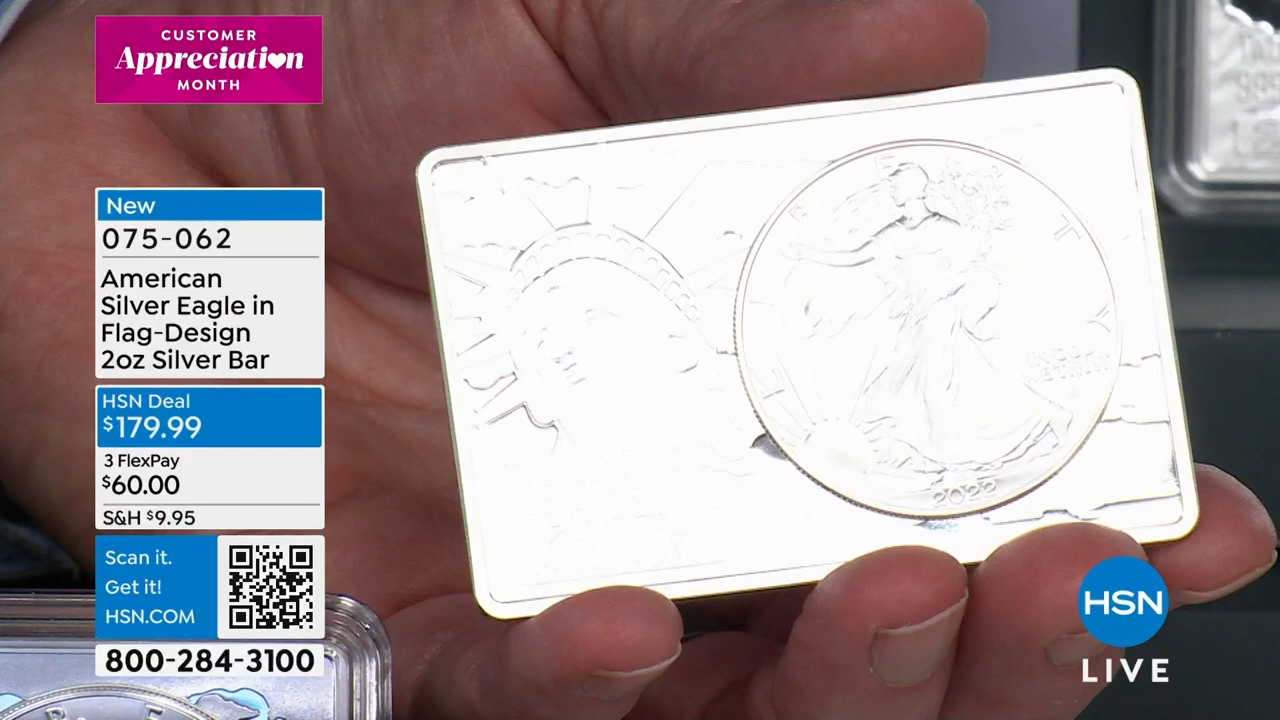 CUSTOMER
Appreciation
MONTH
New
075-062
American
Silver Eagle in
Flag-Design
2oz Silver Bar
HSN Deal
$179.99
3 FlexPay
$60.00
S&H $9.95
Scan it.
Get it!
HSN.COM
800-284-3100
2022
HSN
LIVE